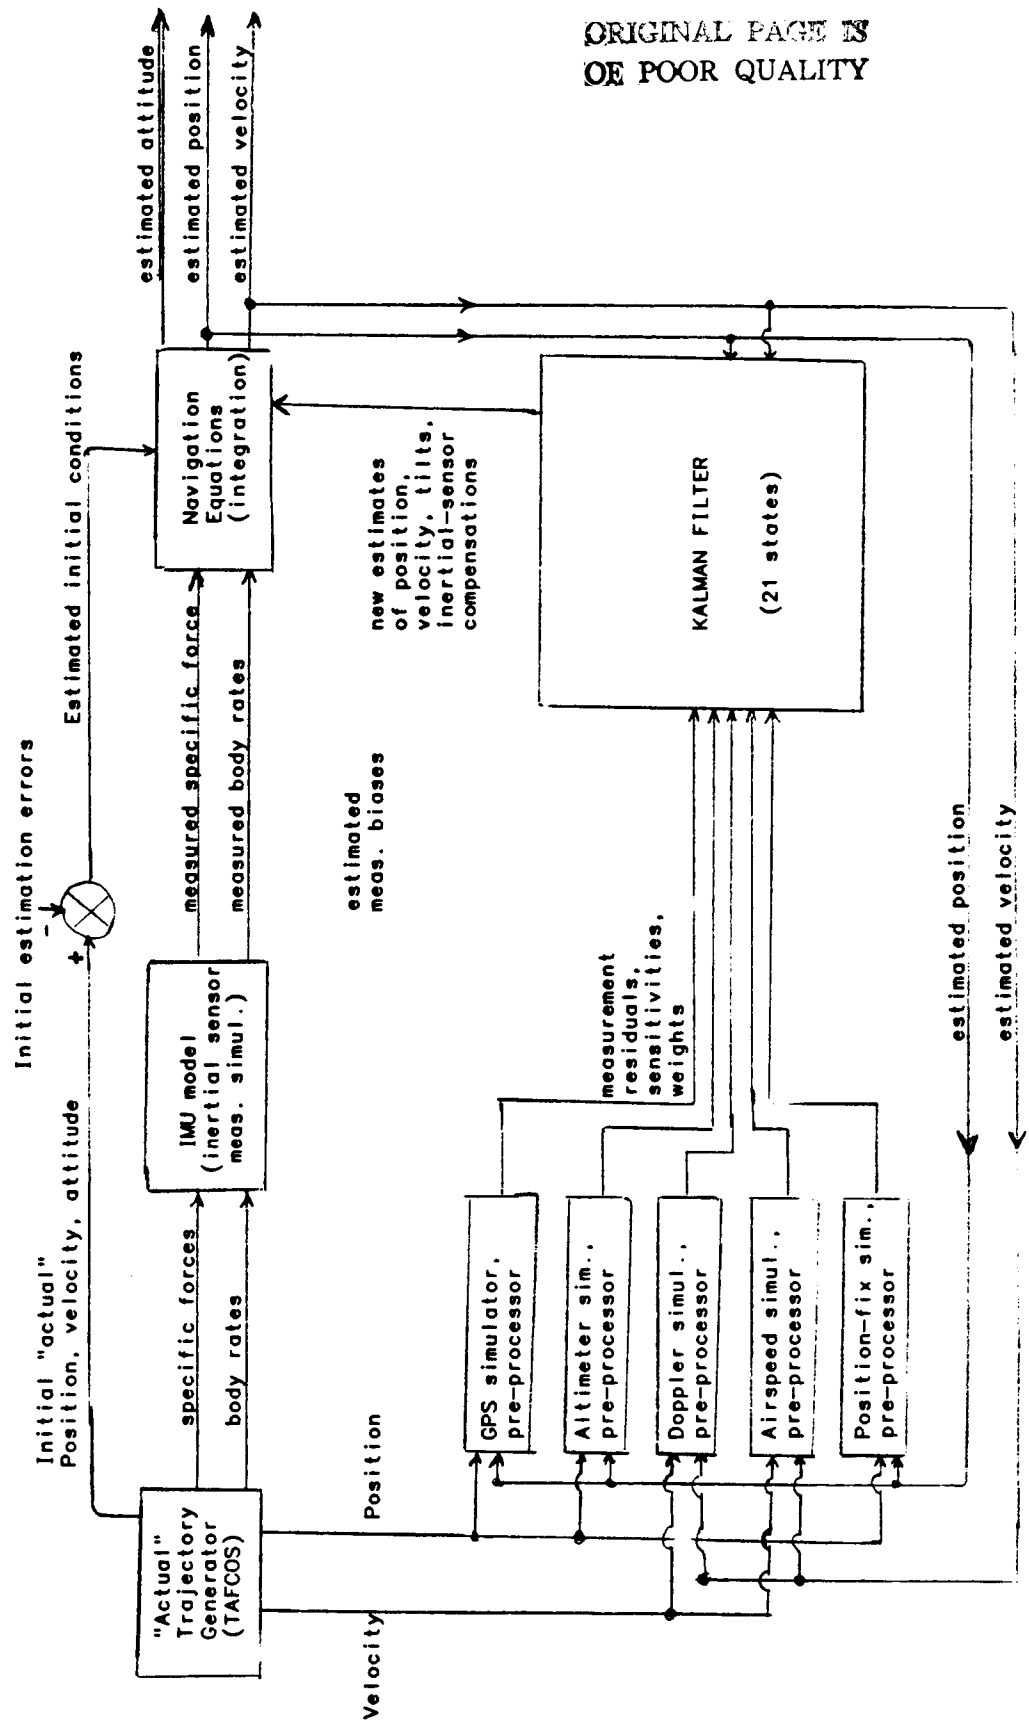 ORIGINAL PAGE IS
OF POOR QUALITY
Initial "actual"
Position, velocity, attitude
Initial estimation errors
-
+
Estimated initial conditions
estimated attitude
estimated position
estimated velocity
"Actual"
Trajectory
Generator
(TAFCOS)
specific forces
body rates
IMU model
(inertial sensor
meas. simul.)
measured specific force
measured body rates
Navigation
Equations
(integration)
Position
Velocity
estimated
meas. biases
new estimates
of position,
velocity, tilts,
inertial-sensor
compensations
GPS simulator,
pre-processor
Altimeter sim.,
pre-processor
Doppler simul.,
pre-processor
Airspeed simul.,
pre-processor
Position-fix sim.,
pre-processor
measurement
residuals,
sensitivities,
weights
KALMAN FILTER
(21 states)
estimated position
estimated velocity